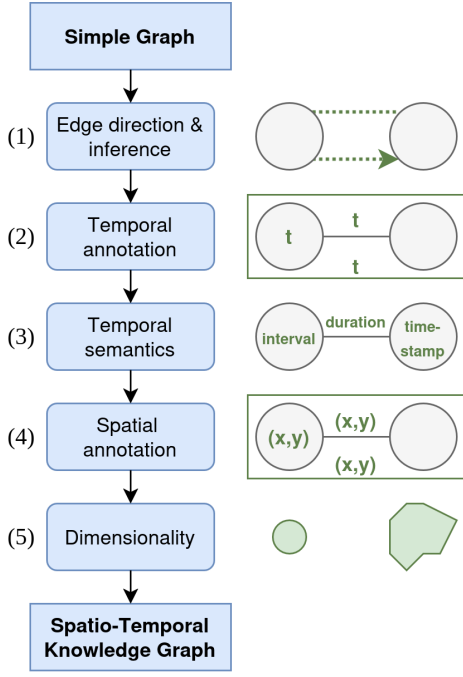 Simple Graph
(1)
Edge direction &
inference
(2)
Temporal
annotation
t
t
t
(3)
Temporal
semantics
interval
duration
time-
stamp
(4)
Spatial
annotation
(x,y)
(x,y)
(x,y)
(5)
Dimensionality
Spatio-Temporal
Knowledge Graph